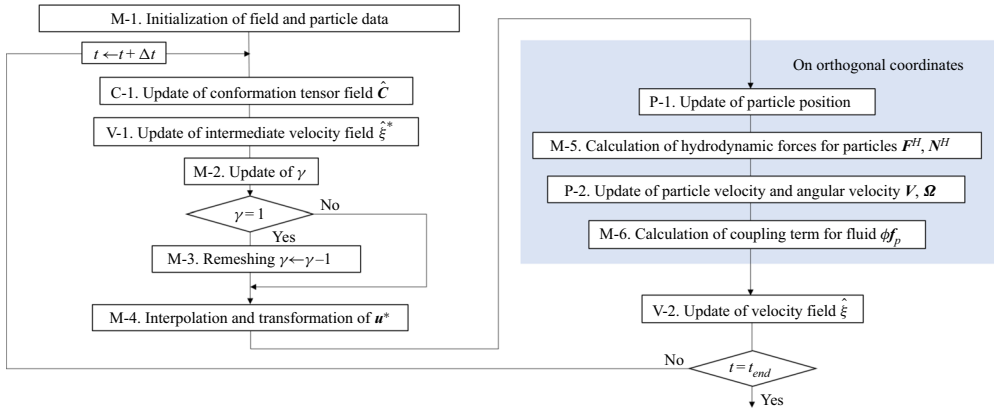 M-1. Initialization of field and particle data
t ← t + Δt
C-1. Update of conformation tensor field Ĉ
V-1. Update of intermediate velocity field ξ̂*
M-2. Update of γ
γ = 1
No
Yes
M-3. Remeshing γ←γ–1
M-4. Interpolation and transformation of u*
On orthogonal coordinates
P-1. Update of particle position
M-5. Calculation of hydrodynamic forces for particles F^H, N^H
P-2. Update of particle velocity and angular velocity V, Ω
M-6. Calculation of coupling term for fluid ϕf_p
V-2. Update of velocity field ξ̂
No
t = t_end
Yes